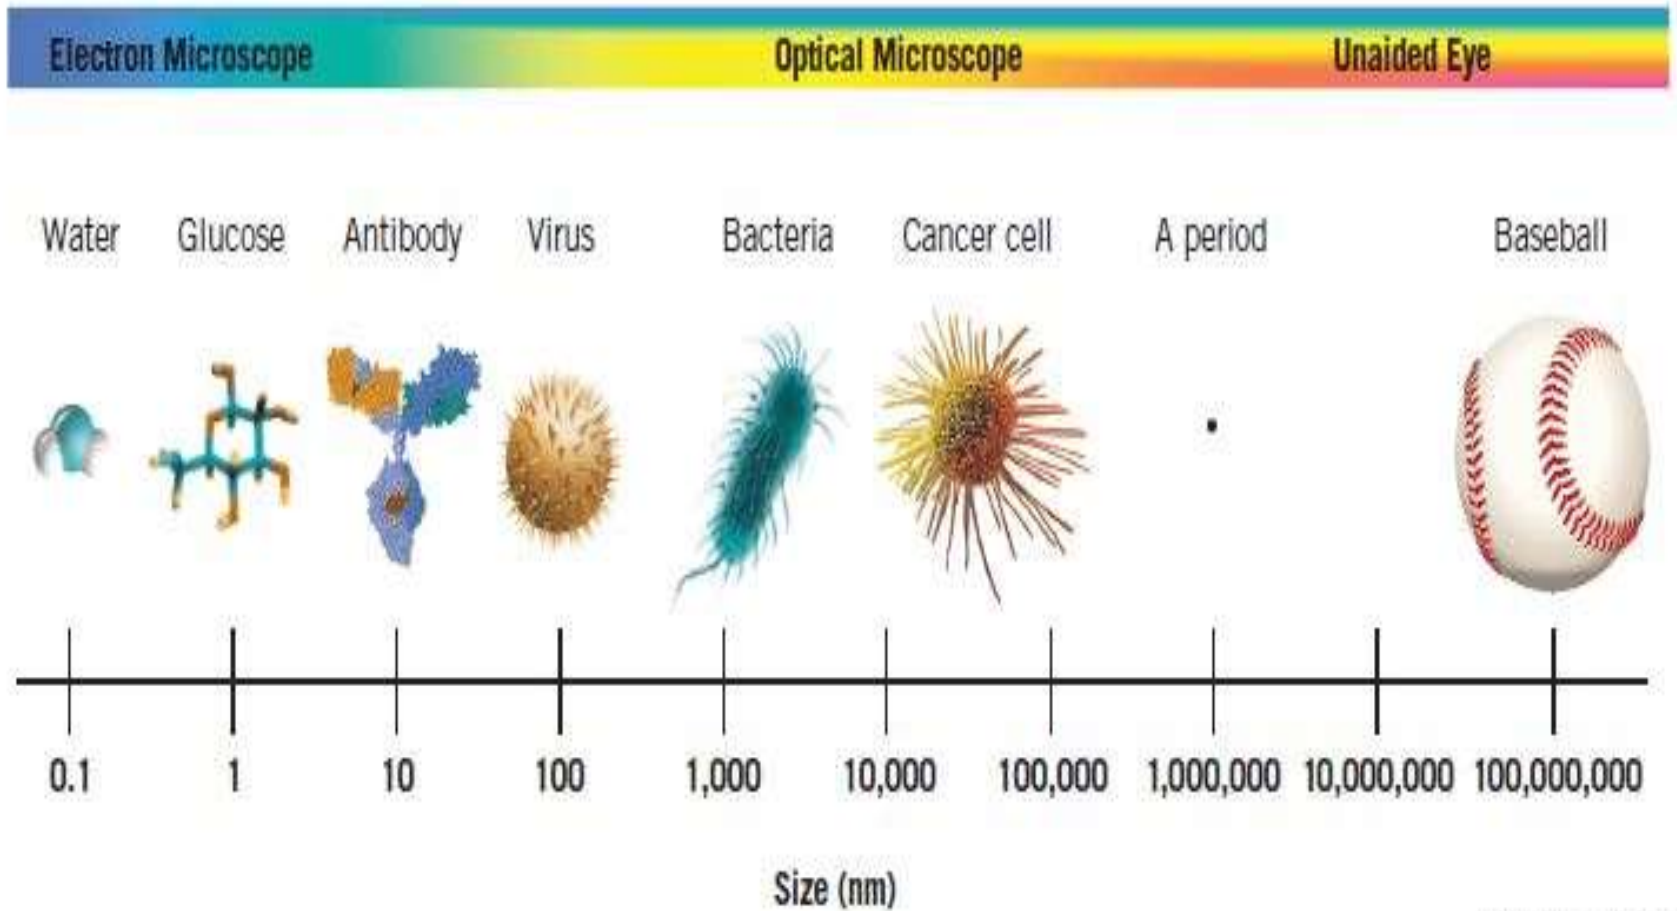 Electron Microscope Optical Microscope Unaided Eye
Water Glucose Antibody Virus Bacteria Cancer cell A period Baseball
0.1 1 10 100 1,000 10,000 100,000 1,000,000 10,000,000 100,000,000
Size (nm)